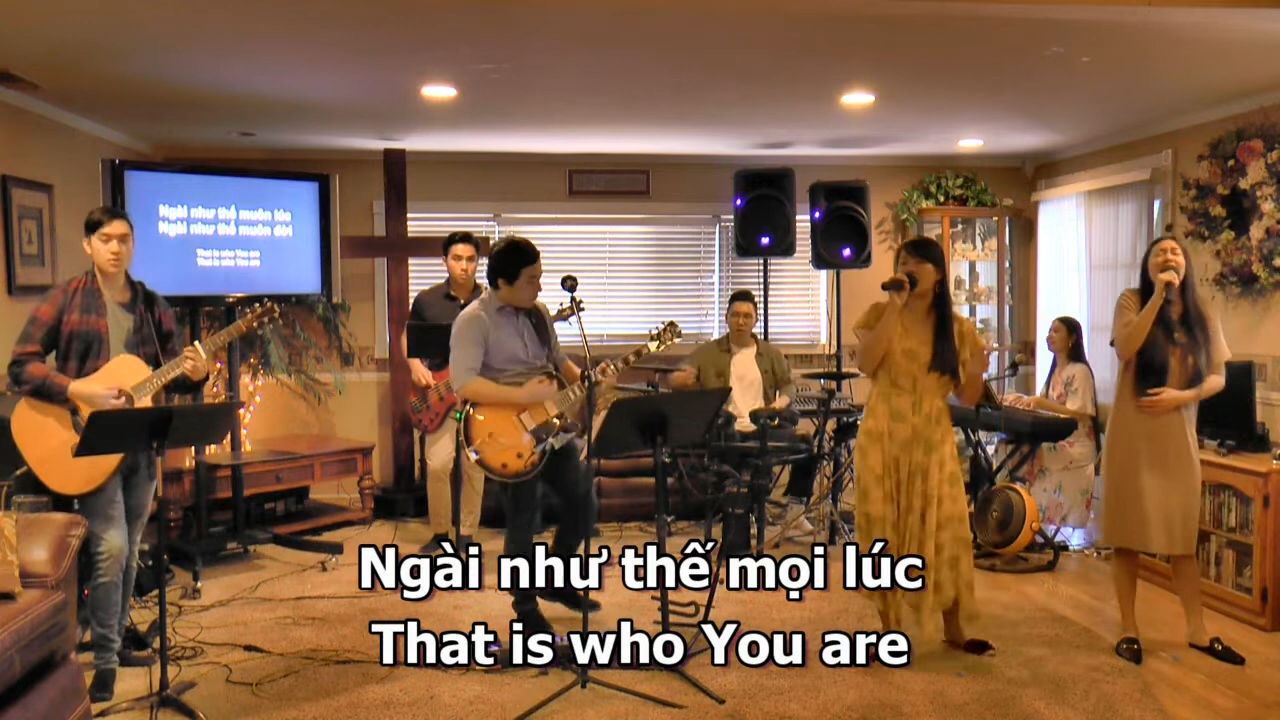 Ngài như thế muôn lúc
Ngài như thế muôn đời
That is who You are
That is who You are
Ngài như thế mọi lúc
That is who You are